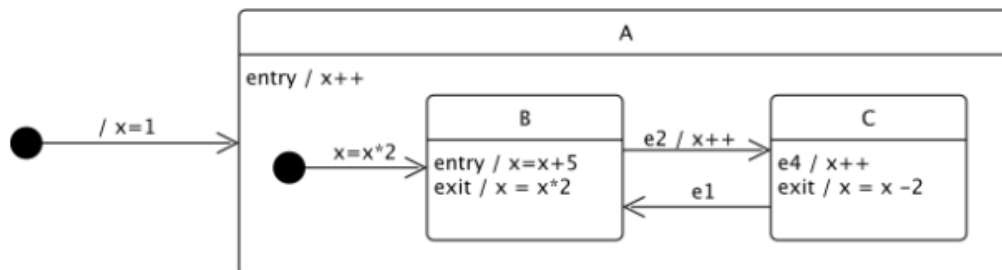 A
entry / x++
/ x=1
B
C
x=x*2
e2 / x++
entry / x=x+5
exit / x = x*2
e4 / x++
exit / x = x -2
e1